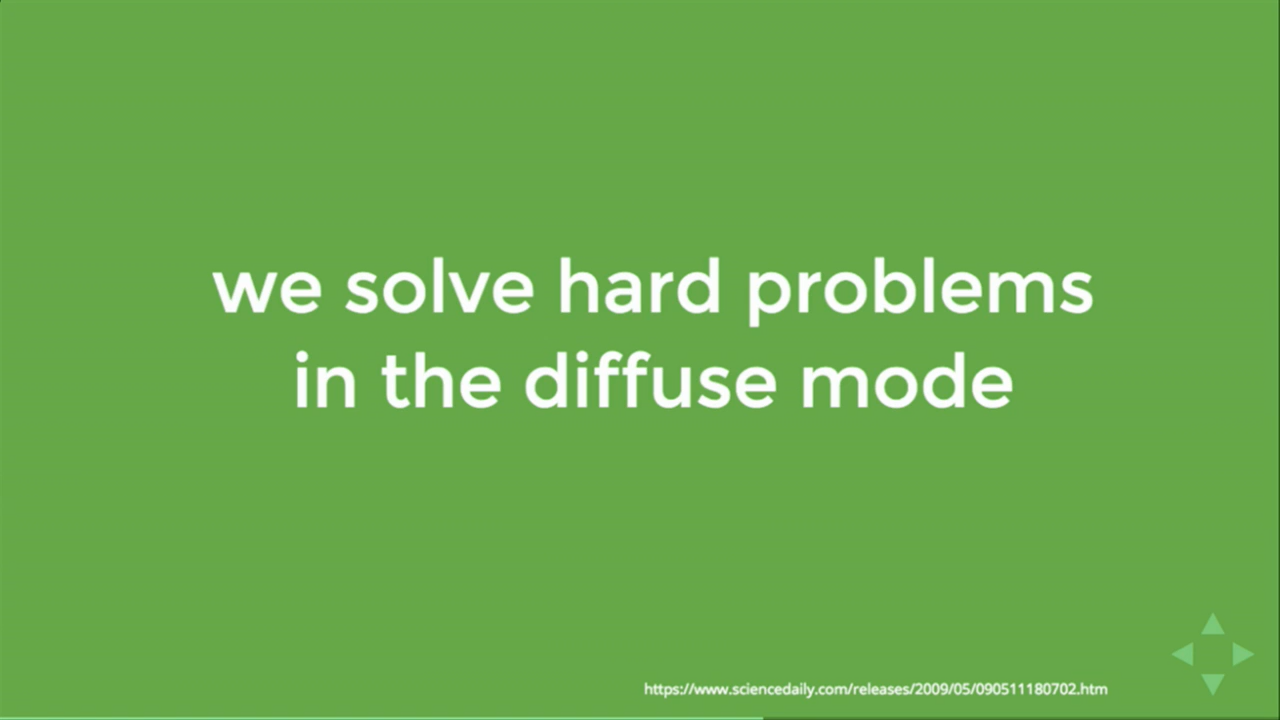 we solve hard problems
in the diffuse mode
https://www.sciencedaily.com/releases/2009/05/090511180702.htm